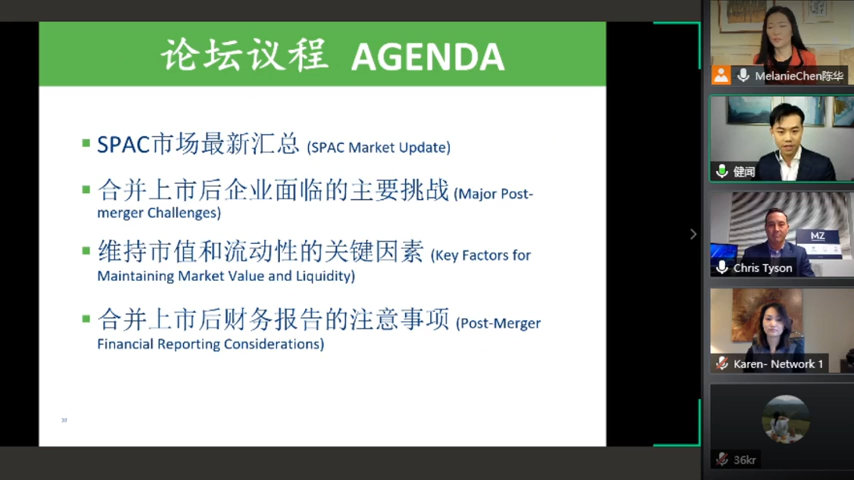 论坛议程 AGENDA
SPAC市场最新汇总 (SPAC Market Update)
合并上市后企业面临的主要挑战 (Major Post-
merger Challenges)
维持市值和流动性的关键因素 (Key Factors for
Maintaining Market Value and Liquidity)
合并上市后财务报告的注意事项 (Post-Merger
Financial Reporting Considerations)
MelanieChen陈华
健闻
MZ
Chris Tyson
Karen- Network 1
36kr